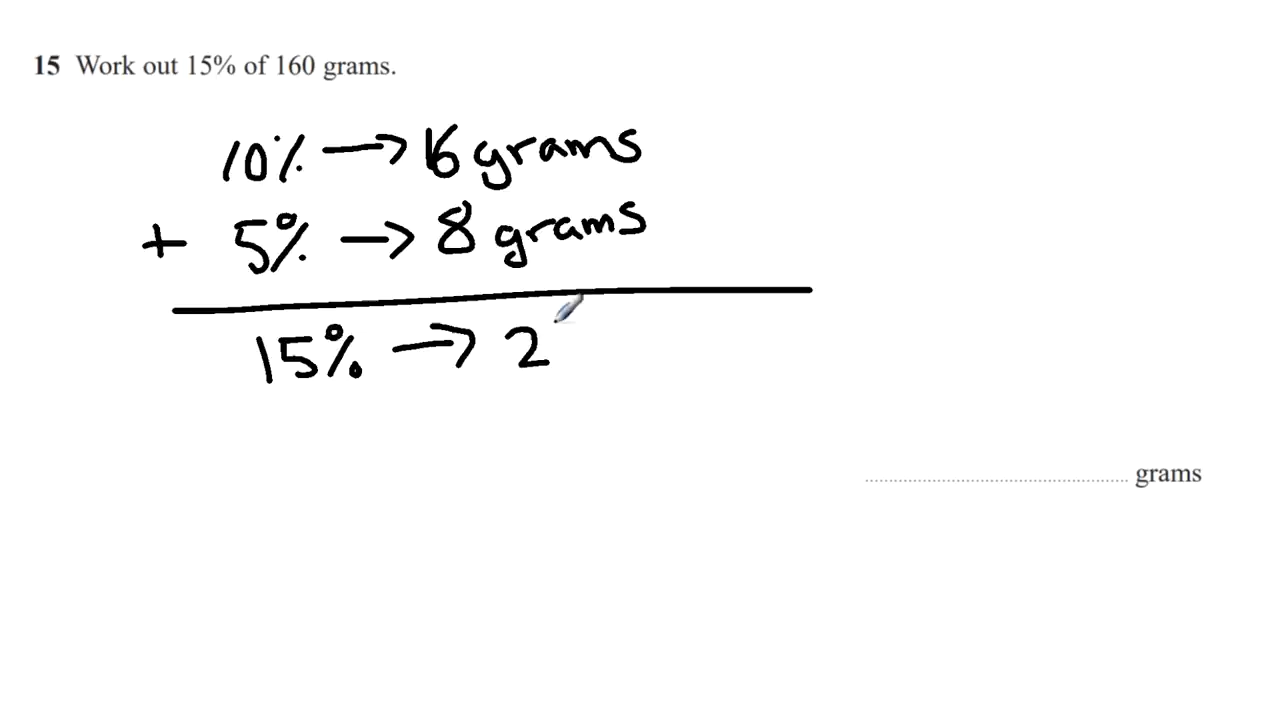 15 Work out 15% of 160 grams.
10% → 16 grams
+ 5% → 8 grams
15% → 2
........................................................ grams